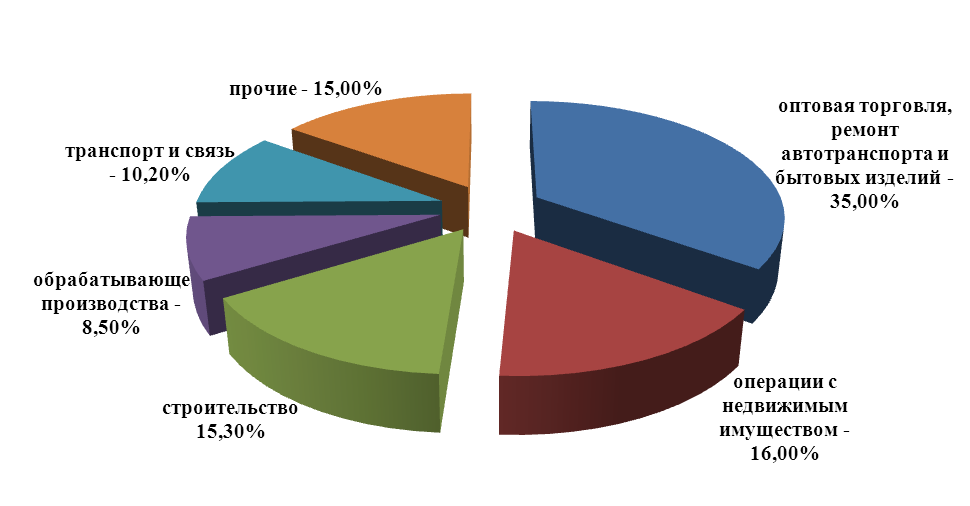 прочие - 15,00%
оптовая торговля,
ремонт
автотранспорта и
бытовых изделий -
35,00%
транспорт и связь
- 10,20%
обрабатывающе
производства -
8,50%
операции с
недвижимым
имуществом -
16,00%
строительство
15,30%